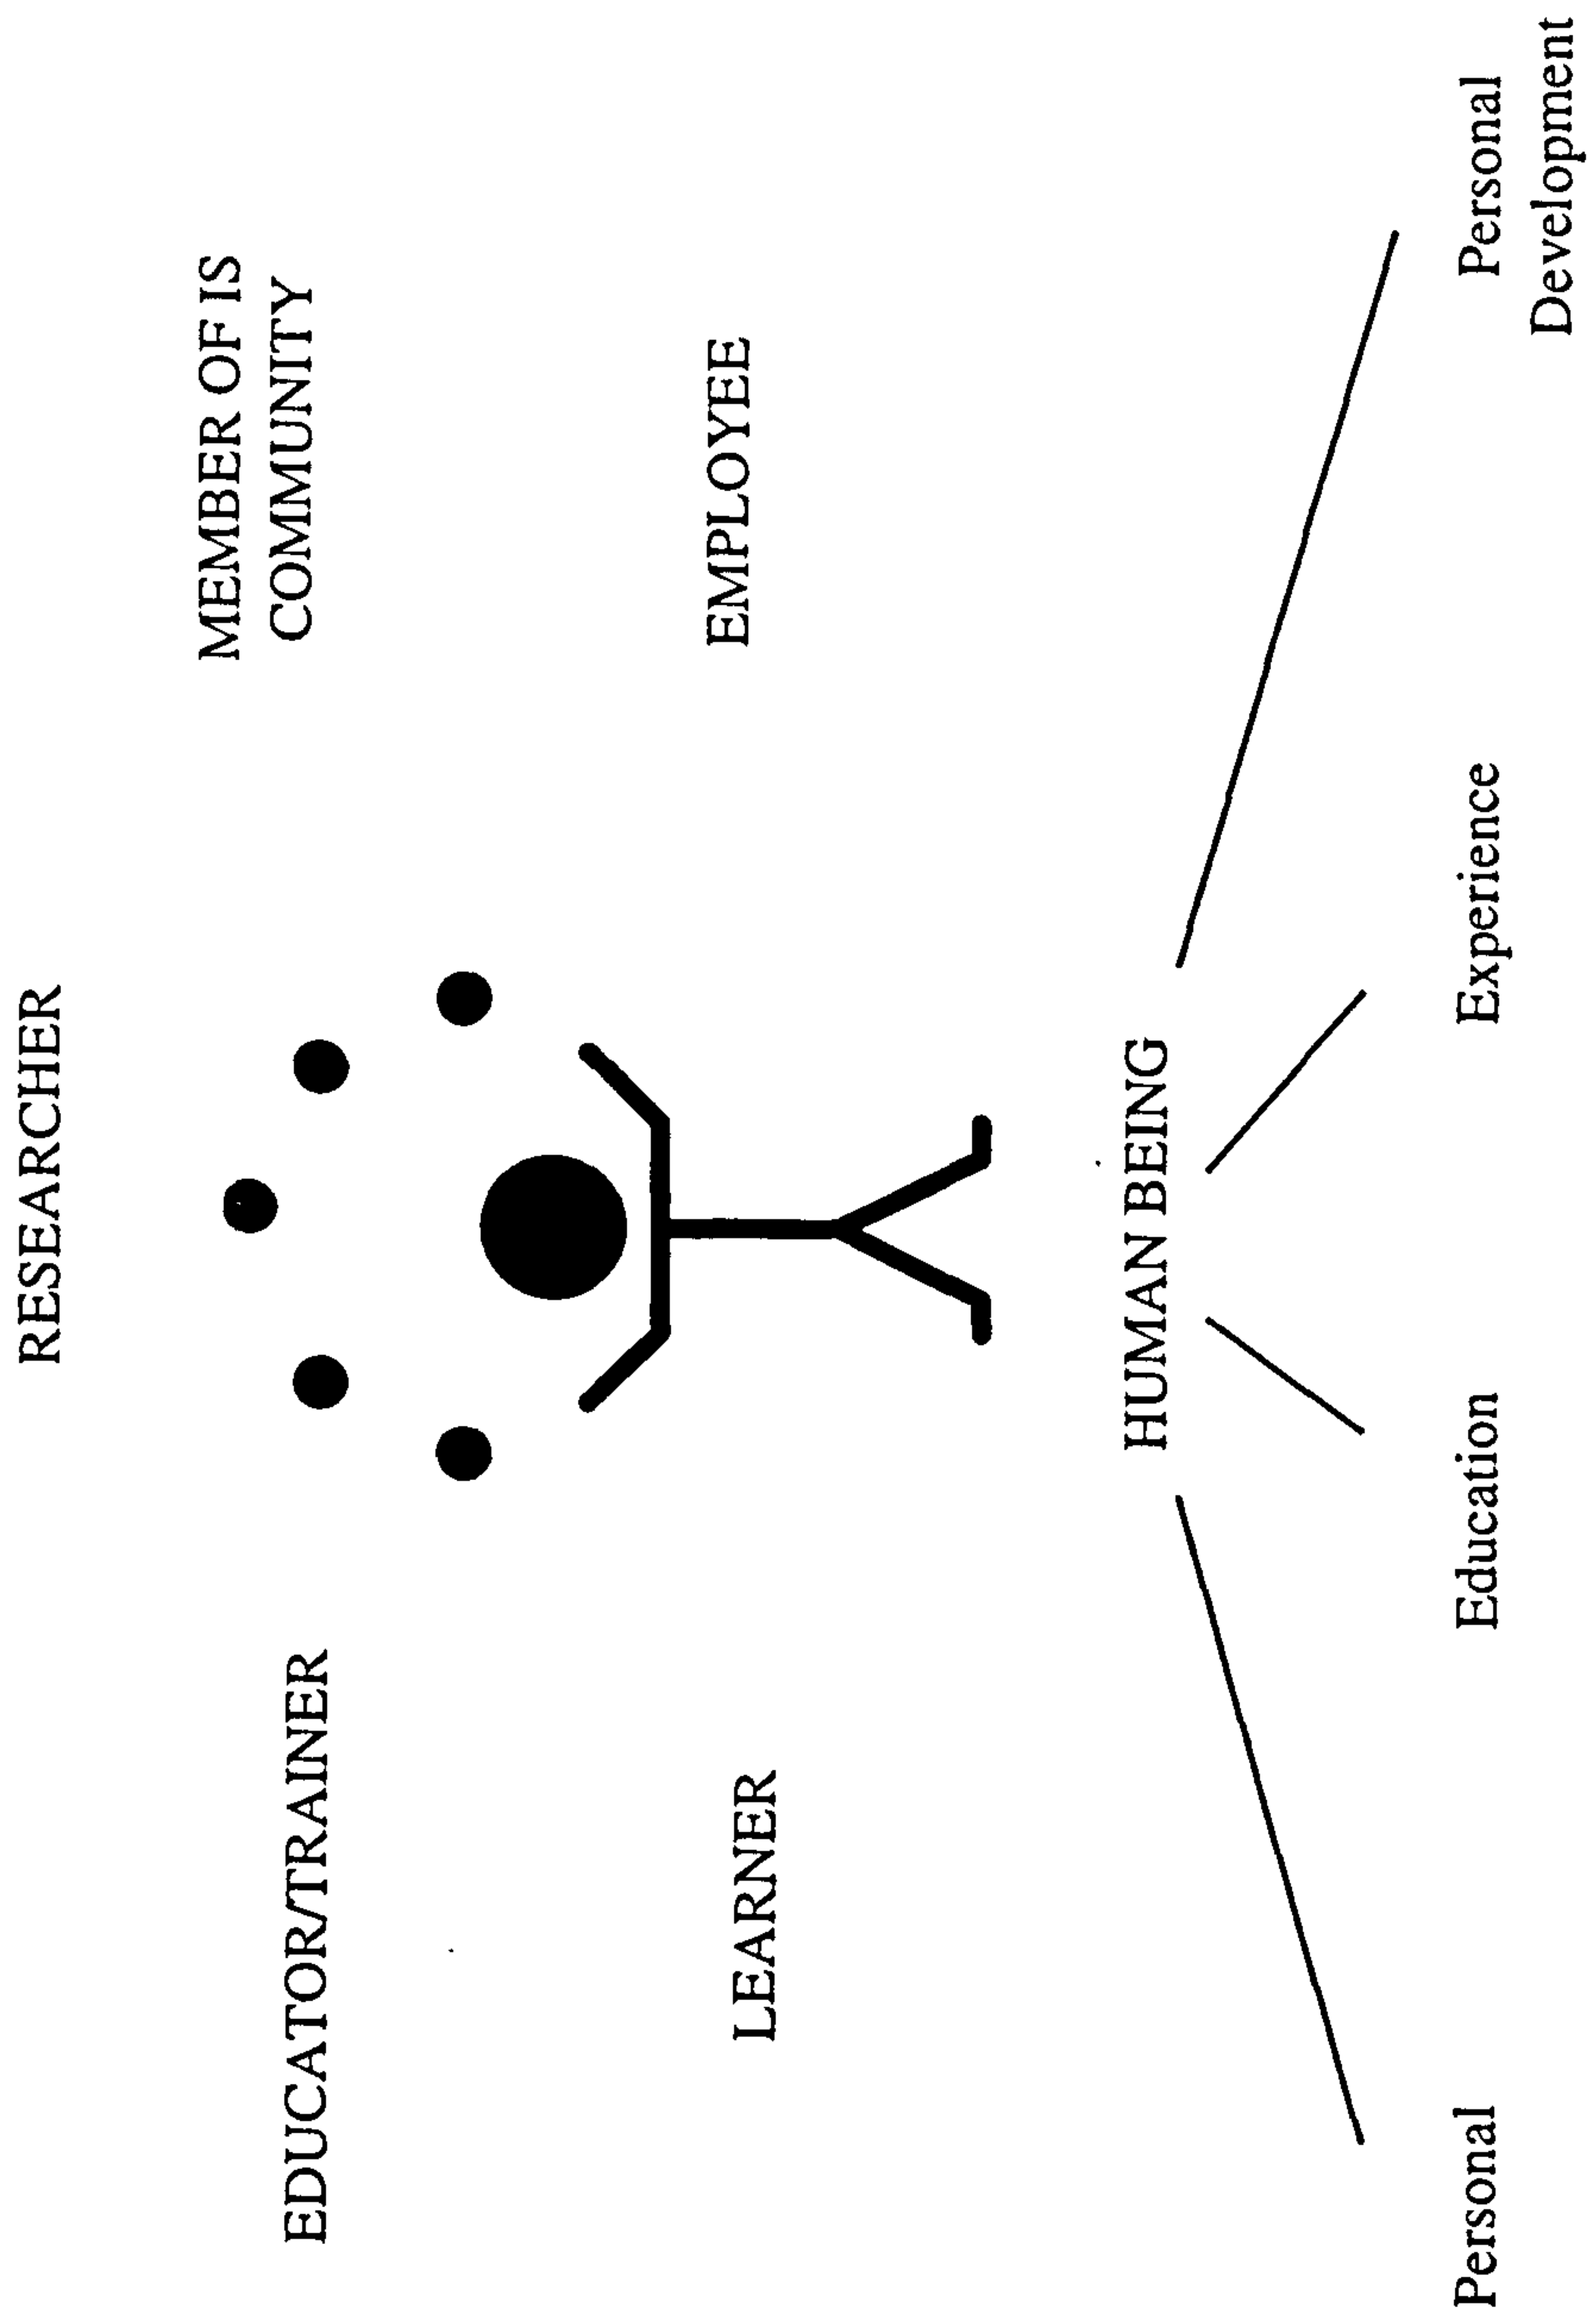 RESEARCHER
MEMBER OF IS
COMMUNITY
EDUCATOR/TRAINER
EMPLOYEE
LEARNER
HUMAN BEING
Personal
Education
Experience
Personal
Development